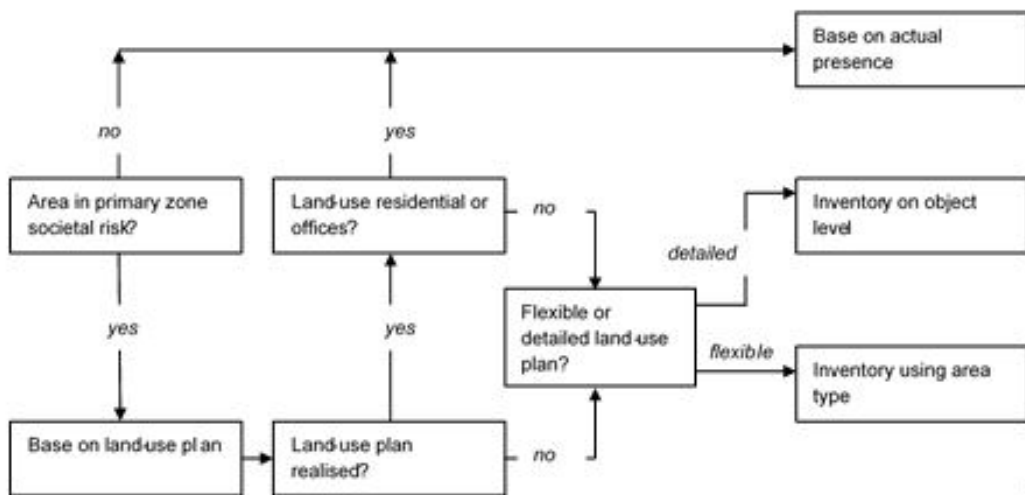 Base on actual
presence
no
yes
Area in primary zone
societal risk?
Land-use residential or
offices?
no
Inventory on object
level
detailed
yes
yes
Flexible or
detailed land-use
plan?
flexible
Inventory using area
type
Base on land-use plan
Land-use plan
realised?
no